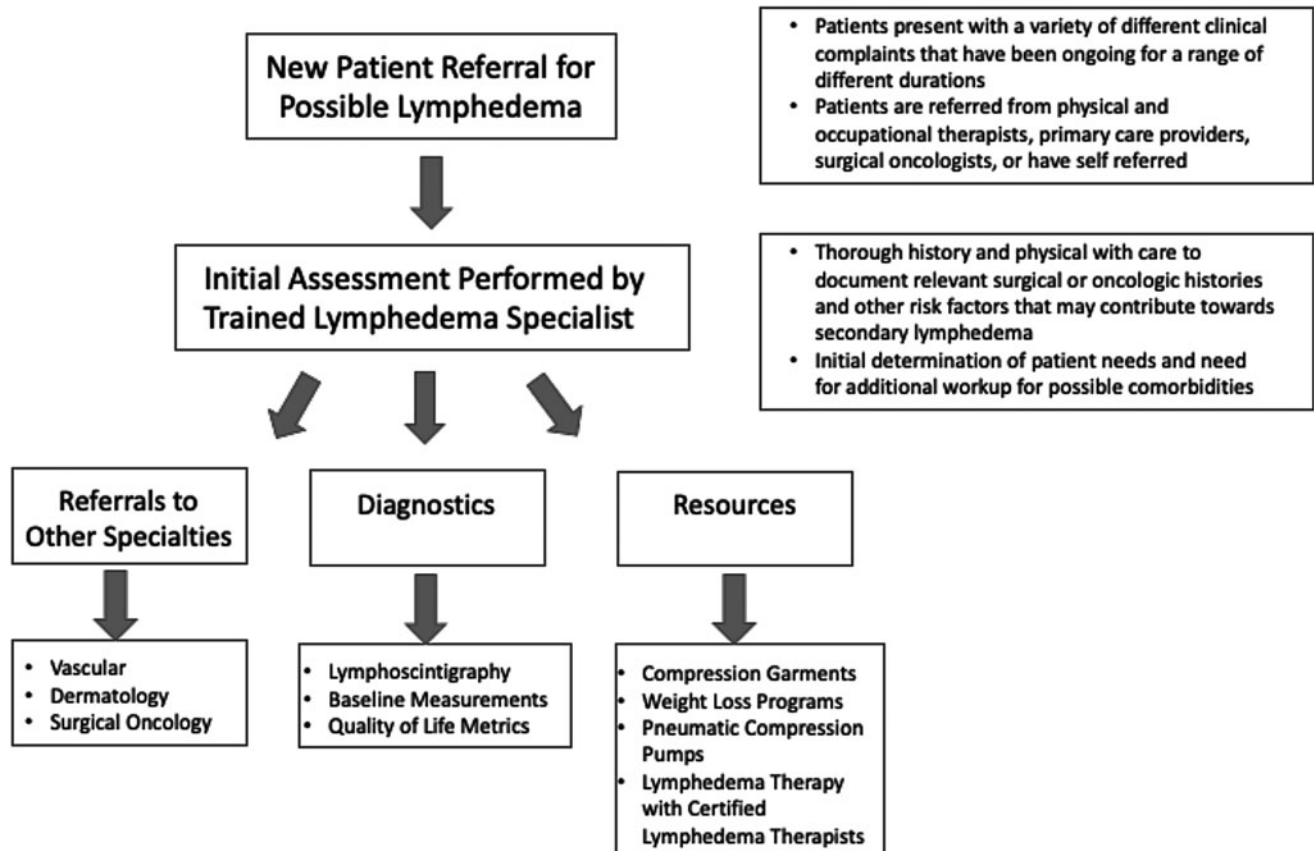 New Patient Referral for
Possible Lymphedema
• Patients present with a variety of different clinical
complaints that have been ongoing for a range of
different durations
• Patients are referred from physical and
occupational therapists, primary care providers,
surgical oncologists, or have self referred
Initial Assessment Performed by
Trained Lymphedema Specialist
• Thorough history and physical with care to
document relevant surgical or oncologic histories
and other risk factors that may contribute towards
secondary lymphedema
• Initial determination of patient needs and need
for additional workup for possible comorbidities
Referrals to
Other Specialties
Diagnostics
Resources
• Vascular
• Dermatology
• Surgical Oncology
• Lymphoscintigraphy
• Baseline Measurements
• Quality of Life Metrics
• Compression Garments
• Weight Loss Programs
• Pneumatic Compression
Pumps
• Lymphedema Therapy
with Certified
Lymphedema Therapists